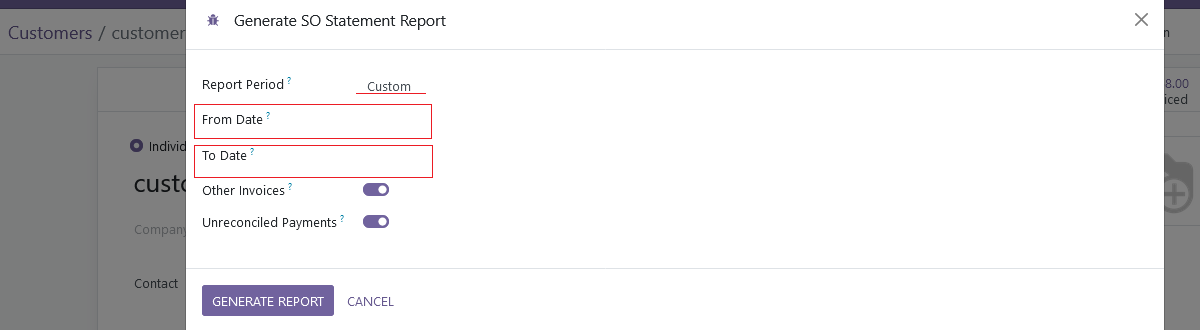 Generate SO Statement Report
Customers / customer
Report Period ?
Custom
8.00
iced
From Date ?
To Date ?
Individ
custo
Other Invoices ?
Unreconciled Payments ?
Company
Contact
GENERATE REPORT
CANCEL